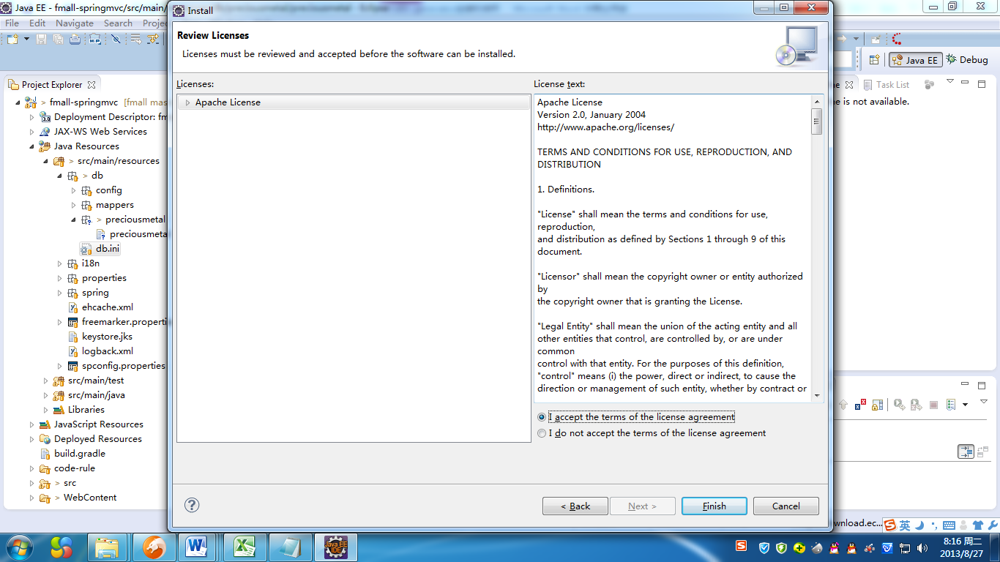 Java EE - fmall-springmvc/src/main/
Install
File Edit Navigate Search Projec
Review Licenses
Licenses must be reviewed and accepted before the software can be installed.
Java EE
Debug
Project Explorer
Task List
e is not available.
> fmall-springmvc [fmall mas
Deployment Descriptor: fm
JAX-WS Web Services
Java Resources
> src/main/resources
> db
config
mappers
> preciousmetal
preciousmeta
db.ini
i18n
properties
spring
ehcache.xml
freemarker.properti
keystore.jks
logback.xml
spconfig.properties
src/main/test
src/main/java
Libraries
JavaScript Resources
Deployed Resources
build.gradle
code-rule
> src
> WebContent
Licenses:
Apache License
License text:
Apache License
Version 2.0, January 2004
http://www.apache.org/licenses/
TERMS AND CONDITIONS FOR USE, REPRODUCTION, AND
DISTRIBUTION
1. Definitions.
"License" shall mean the terms and conditions for use,
reproduction,
and distribution as defined by Sections 1 through 9 of this
document.
"Licensor" shall mean the copyright owner or entity authorized
by
the copyright owner that is granting the License.
"Legal Entity" shall mean the union of the acting entity and all
other entities that control, are controlled by, or are under
common
control with that entity. For the purposes of this definition,
"control" means (i) the power, direct or indirect, to cause the
direction or management of such entity, whether by contract or
I accept the terms of the license agreement
I do not accept the terms of the license agreement
< Back
Next >
Finish
Cancel
wnload.ec...
英
8:16 周二
2013/8/27